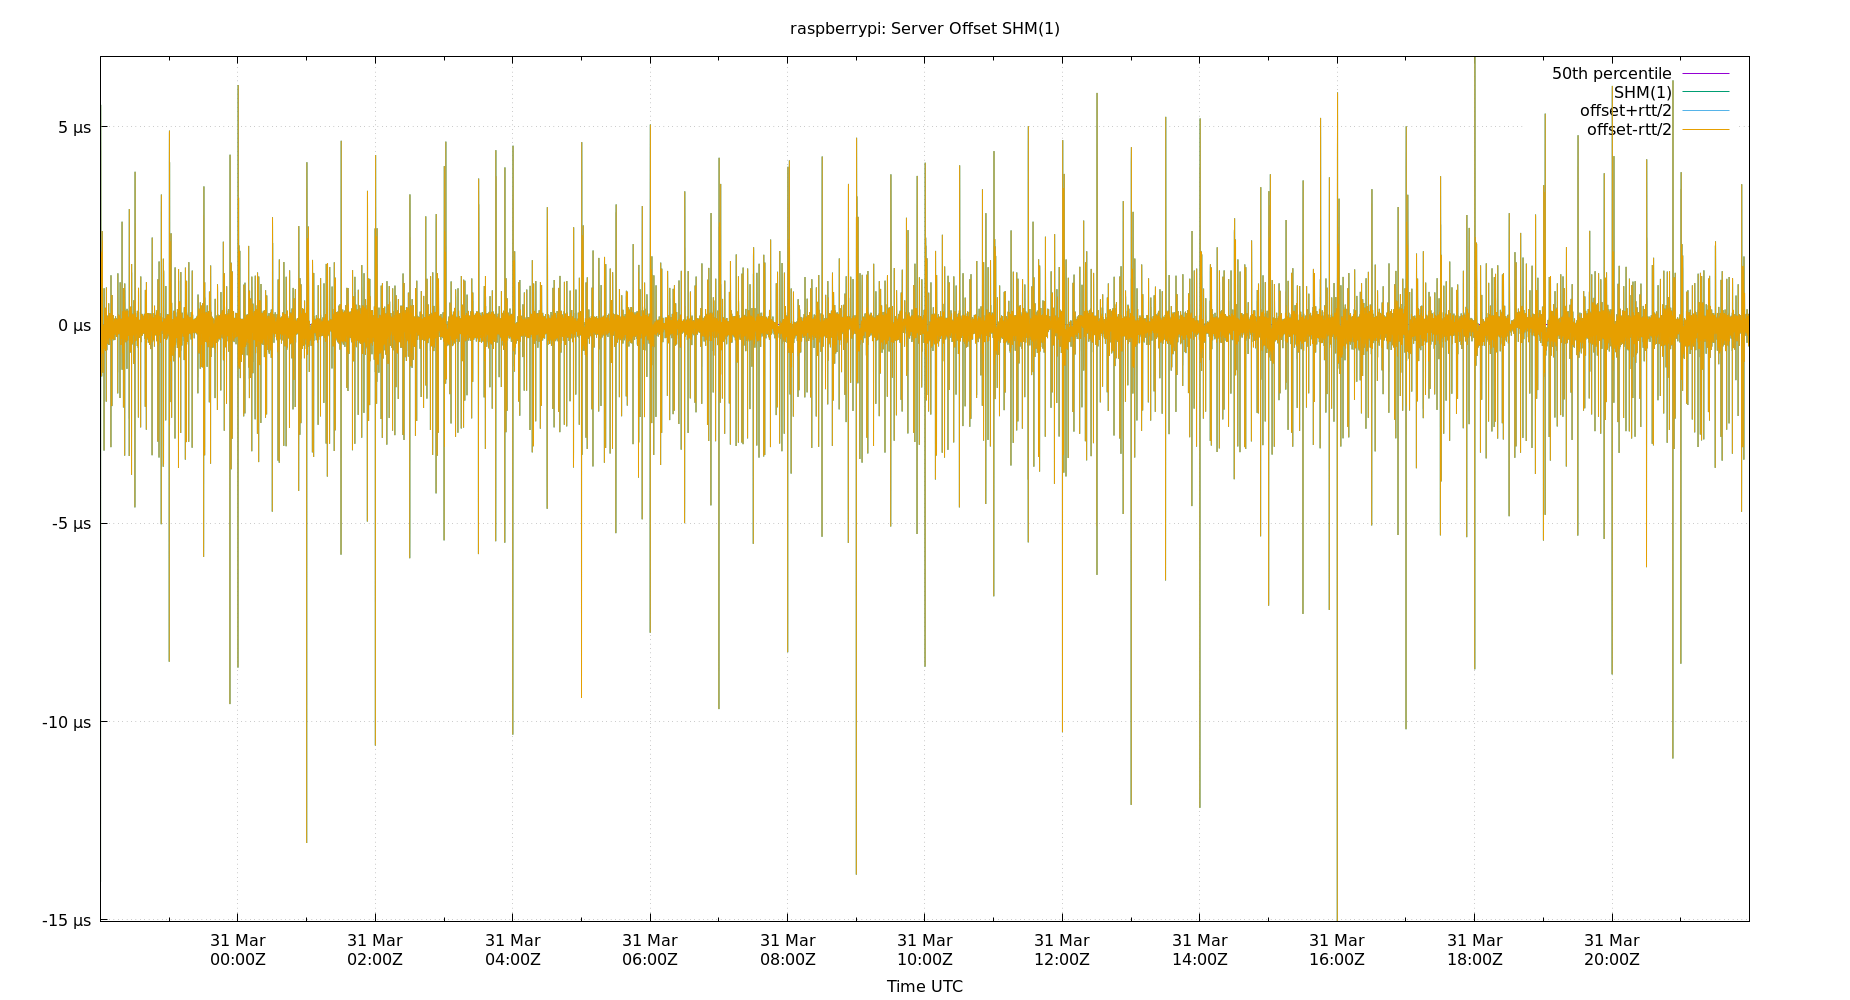 raspberrypi: Server Offset SHM(1)
50th percentile
SHM(1)
offset+rtt/2
offset-rtt/2
5 µs
0 µs
-5 µs
-10 µs
-15 µs
31 Mar 31 Mar 31 Mar 31 Mar 31 Mar 31 Mar 31 Mar 31 Mar 31 Mar 31 Mar 31 Mar
00:00Z 02:00Z 04:00Z 06:00Z 08:00Z 10:00Z 12:00Z 14:00Z 16:00Z 18:00Z 20:00Z
Time UTC